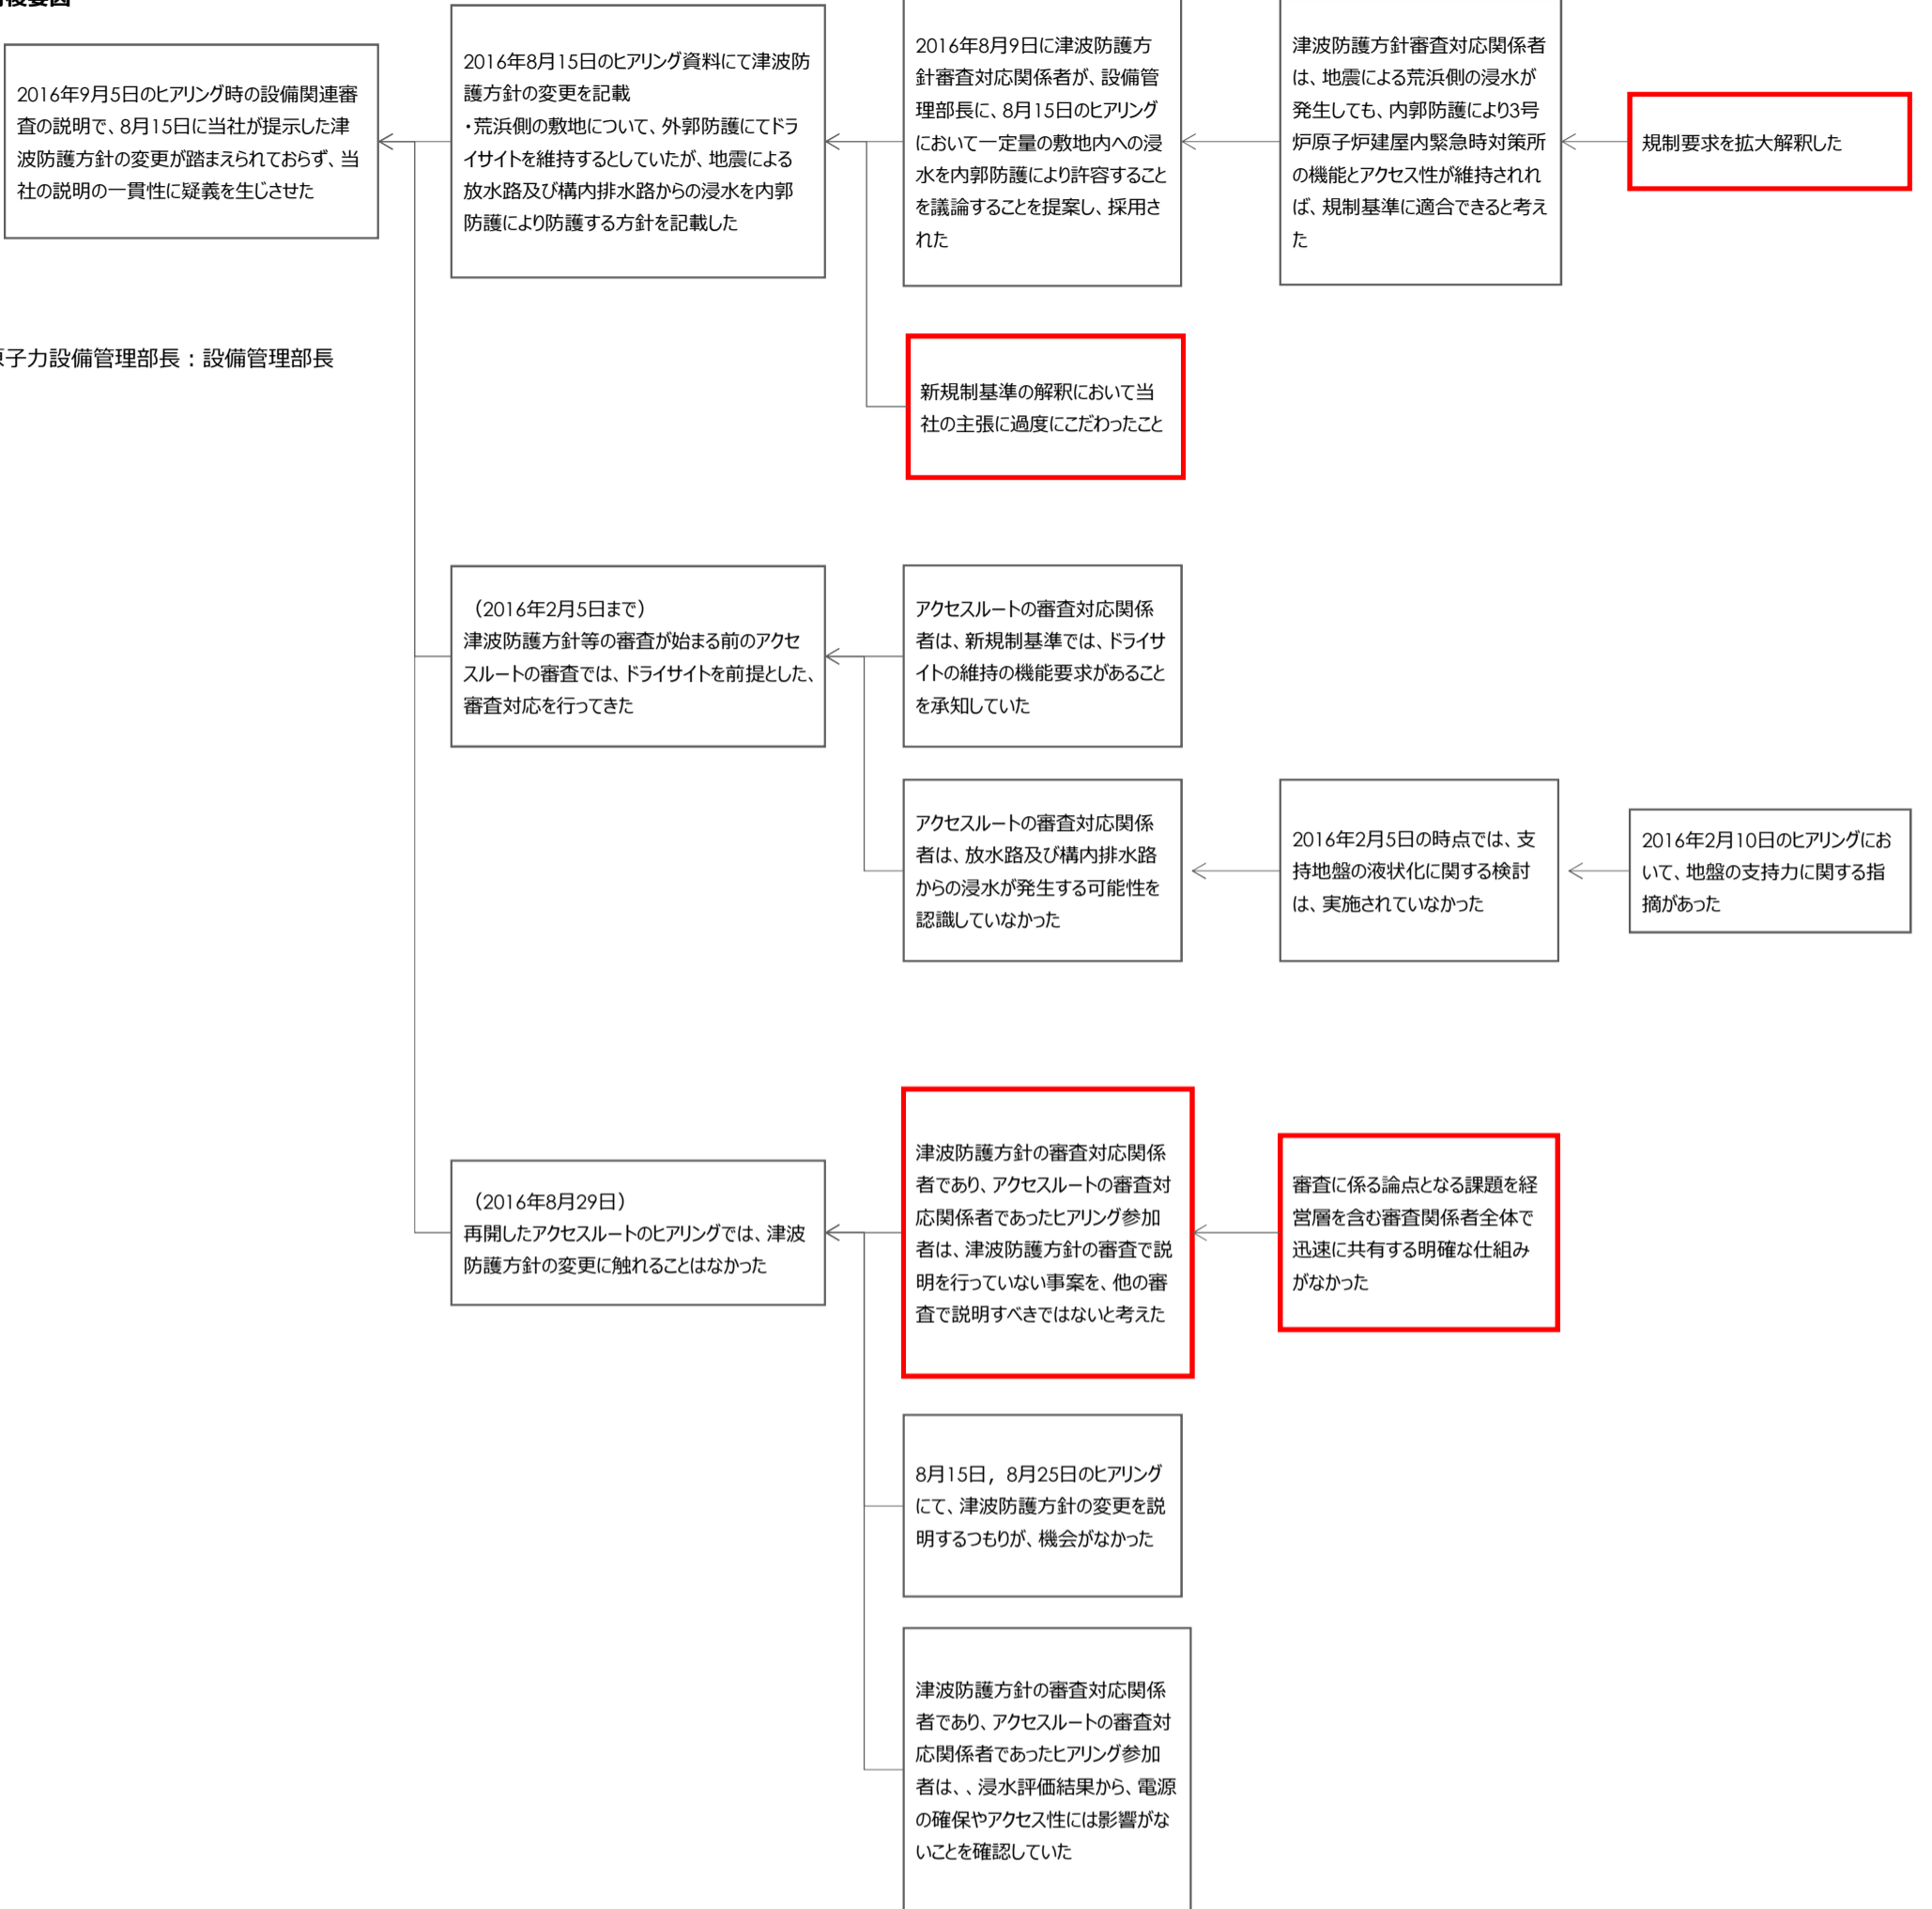 2016年9月5日のヒアリング時の設備関連審
査の説明で、8月15日に当社が提示した津
波防護方針の変更が踏まえられておらず、当
社の説明の一貫性に疑義を生じさせた
2016年8月15日のヒアリング資料にて津波防
護方針の変更を記載
・荒浜側の敷地について、外郭防護にてドラ
イサイトを維持するとしていたが、地震による
放水路及び構内排水路からの浸水を内郭
防護により防護する方針を記載した
2016年8月9日に津波防護方
針審査対応関係者が、設備管
理部長に、8月15日のヒアリング
において一定量の敷地内への浸
水を内郭防護により許容すること
を議論することを提案し、採用さ
れた
津波防護方針審査対応関係者
は、地震による荒浜側の浸水が
発生しても、内郭防護により3号
炉原子炉建屋内緊急時対策所
の機能とアクセス性が維持されれ
ば、規制基準に適合できると考え
た
規制要求を拡大解釈した
原子力設備管理部長：設備管理部長
新規制基準の解釈において当
社の主張に過度にこだわったこと
（2016年2月5日まで）
津波防護方針等の審査が始まる前のアクセ
スルートの審査では、ドライサイトを前提とした、
審査対応を行ってきた
アクセスルートの審査対応関係
者は、新規制基準では、ドライサ
イトの維持の機能要求があること
を承知していた
アクセスルートの審査対応関係
者は、放水路及び構内排水路
からの浸水が発生する可能性を
認識していなかった
2016年2月5日の時点では、支
持地盤の液状化に関する検討
は、実施されていなかった
2016年2月10日のヒアリングにお
いて、地盤の支持力に関する指
摘があった
（2016年8月29日）
再開したアクセスルートのヒアリングでは、津波
防護方針の変更に触れることはなかった
津波防護方針の審査対応関係
者であり、アクセスルートの審査対
応関係者であったヒアリング参加
者は、津波防護方針の審査で説
明を行っていない事案を、他の審
査で説明すべきではないと考えた
審査に係る論点となる課題を経
営層を含む審査関係者全体で
迅速に共有する明確な仕組み
がなかった
8月15日，8月25日のヒアリング
にて、津波防護方針の変更を説
明するつもりが、機会がなかった
津波防護方針の審査対応関係
者であり、アクセスルートの審査対
応関係者であったヒアリング参加
者は、、浸水評価結果から、電源
の確保やアクセス性には影響がな
いことを確認していた